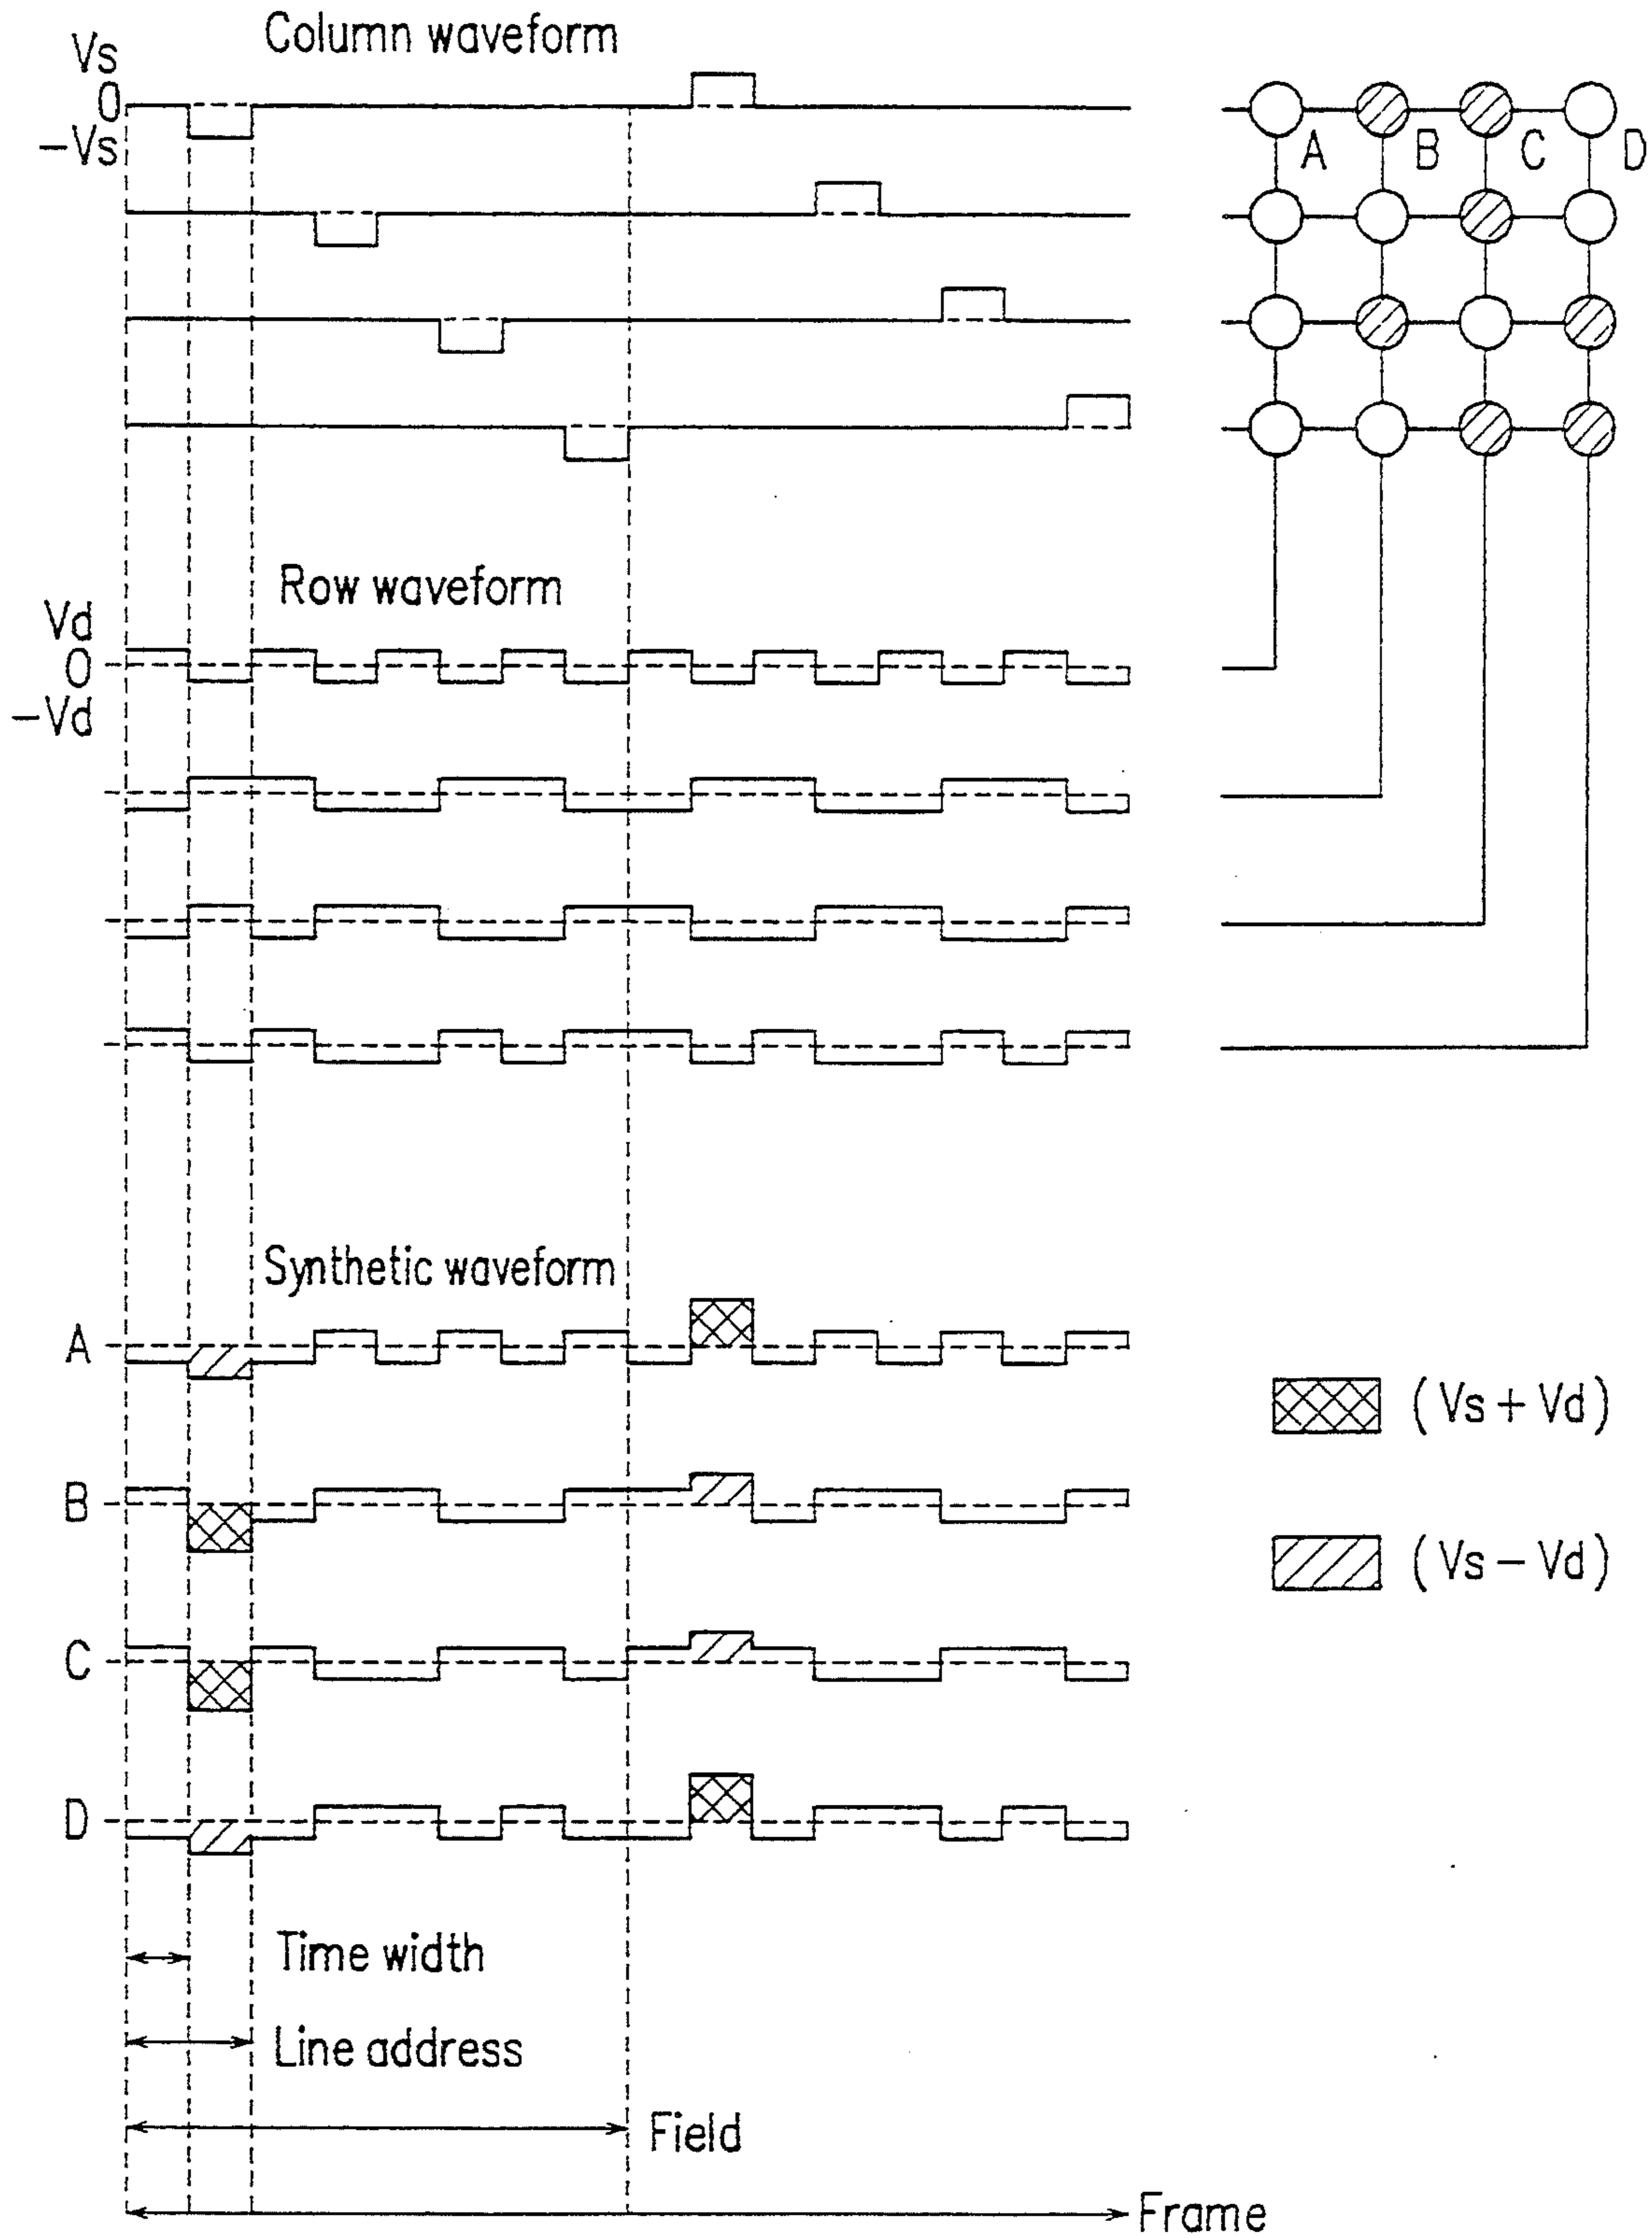 Column waveform
Vs
0
-Vs
A B C D
Row waveform
Vd
0
-Vd
Synthetic waveform
A
(Vs + Vd)
B
(Vs - Vd)
C
D
Time width
Line address
Field
Frame